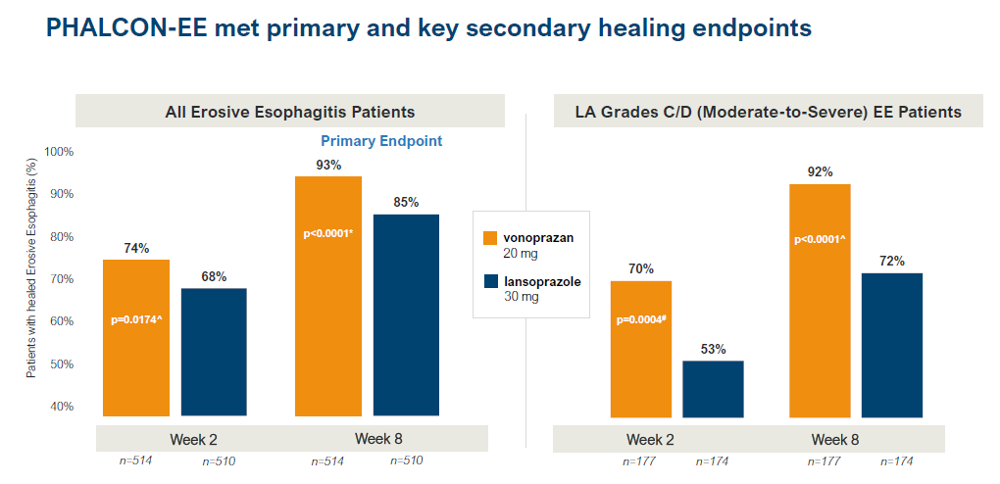 PHALCON-EE met primary and key secondary healing endpoints
All Erosive Esophagitis Patients
Primary Endpoint
Patients with healed Erosive Esophagitis (%)
100%
90%
80%
70%
60%
50%
40%
74%
68%
93%
85%
p=0.0174^
p<0.0001*
Week 2
Week 8
n=514
n=510
n=514
n=510
vonoprazan
20 mg
lansoprazole
30 mg
LA Grades C/D (Moderate-to-Severe) EE Patients
70%
53%
92%
72%
p=0.0004#
p<0.0001^
Week 2
Week 8
n=177
n=174
n=177
n=174